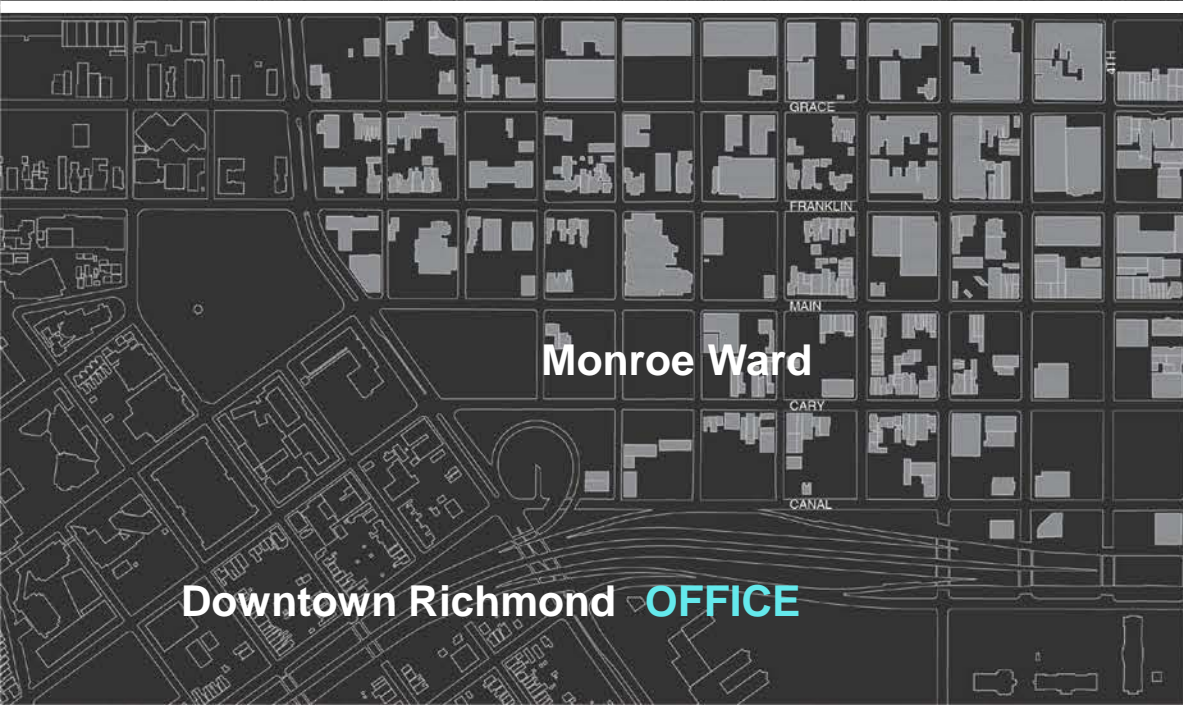 4TH
GRACE
FRANKLIN
MAIN
Monroe Ward
CARY
CANAL
Downtown Richmond OFFICE